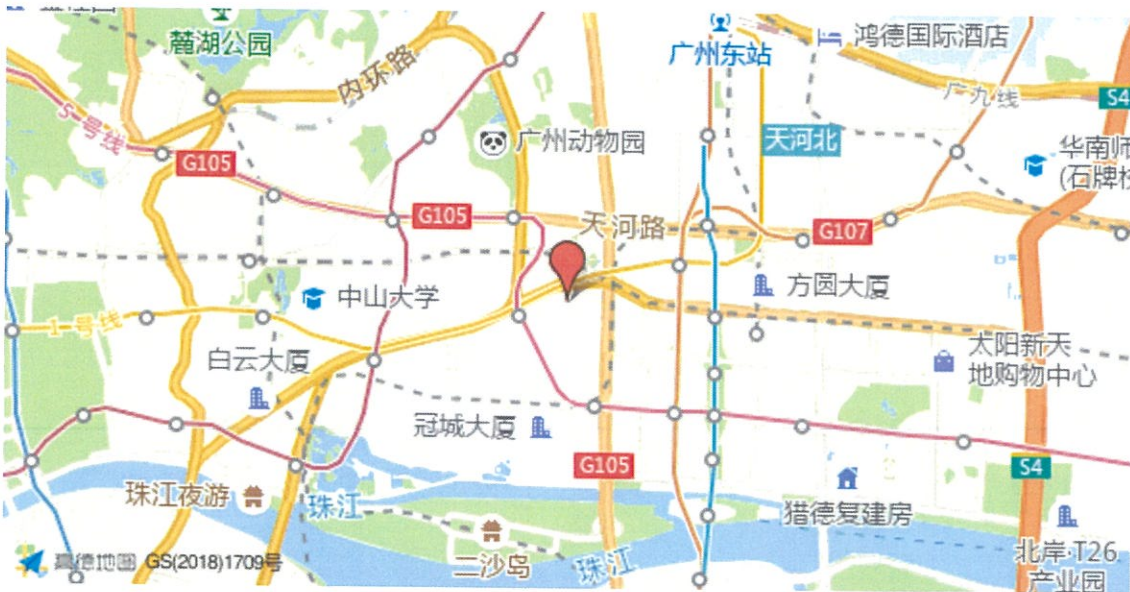 麓湖公园
内环路
广州东站
鸿德国际酒店
广九线
S4
5号线
G105
广州动物园
天河北
华南师
(石牌校
G105
天河路
G107
中山大学
方圆大厦
1号线
白云大厦
太阳新天
地购物中心
冠城大厦
G105
S4
珠江夜游
珠江
猎德复建房
二沙岛
珠江
北岸·T26
产业园
高德地图 GS(2018)1709号